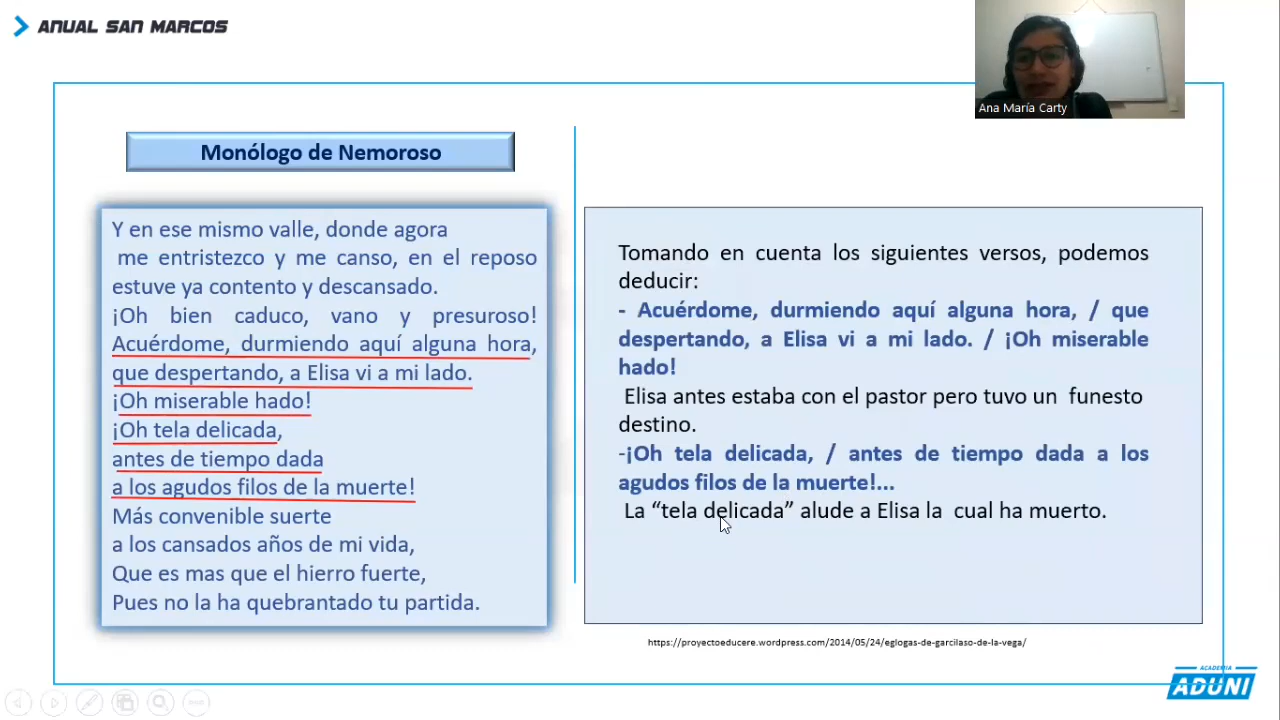 ANUAL SAN MARCOS
Ana María Carty
Monólogo de Nemoroso
Y en ese mismo valle, donde agora
me entristezco y me canso, en el reposo
estuve ya contento y descansado.
¡Oh bien caduco, vano y presuroso!
Acuérdome, durmiendo aquí alguna hora,
que despertando, a Elisa vi a mi lado.
¡Oh miserable hado!
¡Oh tela delicada,
antes de tiempo dada
a los agudos filos de la muerte!
Más convenible suerte
a los cansados años de mi vida,
Que es mas que el hierro fuerte,
Pues no la ha quebrantado tu partida.
Tomando en cuenta los siguientes versos, podemos
deducir:
- Acuérdome, durmiendo aquí alguna hora, / que
despertando, a Elisa vi a mi lado. / ¡Oh miserable
hado!
Elisa antes estaba con el pastor pero tuvo un funesto
destino.
-¡Oh tela delicada, / antes de tiempo dada a los
agudos filos de la muerte!...
La “tela delicada” alude a Elisa la cual ha muerto.
https://proyectoeducere.wordpress.com/2014/05/24/eglogas-de-garcilaso-de-la-vega/
ACADEMIA
ADUNI